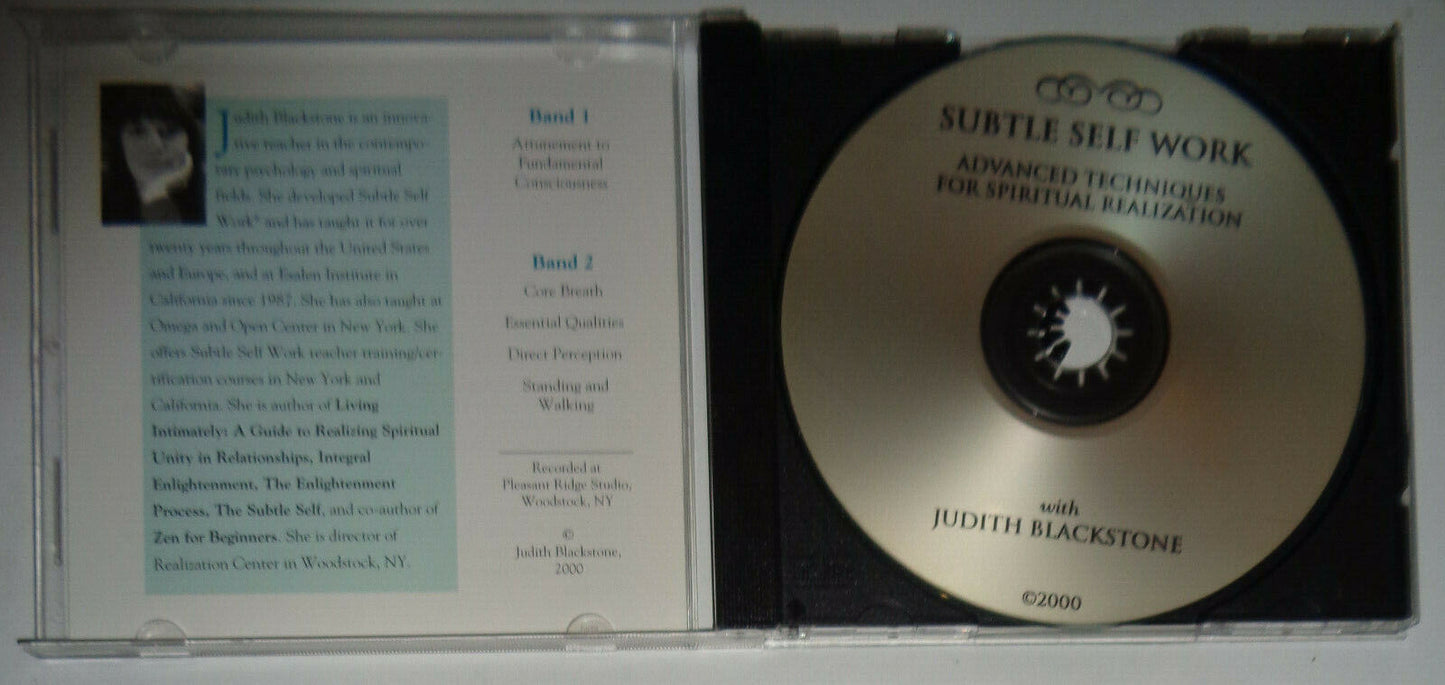 Judith Blackstone is an innova-
tive teacher in the contempo-
rary psychology and spiritual
fields. She developed Subtle Self
Work® and has taught it for over
twenty years throughout the United States
and Europe, and at Esalen Institute in
California since 1987. She has also taught at
Omega and Open Center in New York. She
offers Subtle Self Work teacher training/cer-
tification courses in New York and
California. She is author of Living
Intimately: A Guide to Realizing Spiritual
Unity in Relationships, Integral
Enlightenment, The Enlightenment
Process, The Subtle Self, and co-author of
Zen for Beginners. She is director of
Realization Center in Woodstock, NY.
Band 1
Attunement to
Fundamental
Consciousness
Band 2
Core Breath
Essential Qualities
Direct Perception
Standing and
Walking
Recorded at
Pleasant Ridge Studio,
Woodstock, NY
©
Judith Blackstone,
2000
SUBTLE SELF WORK
ADVANCED TECHNIQUES
FOR SPIRITUAL REALIZATION
with
JUDITH BLACKSTONE
©2000